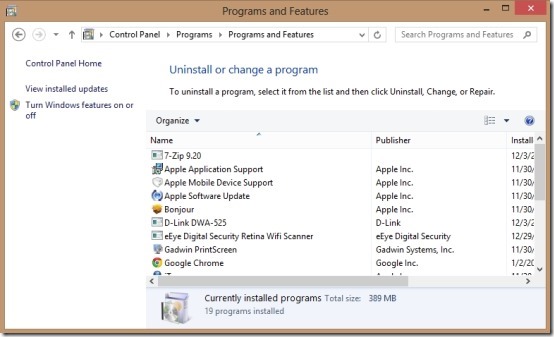 Programs and Features
Control Panel Programs Programs and Features
Search Programs and Features
Control Panel Home
View installed updates
Turn Windows features on or off
Uninstall or change a program
To uninstall a program, select it from the list and then click Uninstall, Change, or Repair.
Organize
Name Publisher Install
7-Zip 9.20 12/3/2
Apple Application Support Apple Inc. 11/30/
Apple Mobile Device Support Apple Inc. 11/30/
Apple Software Update Apple Inc. 11/30/
Bonjour Apple Inc. 11/30/
D-Link DWA-525 D-Link 12/3/2
eEye Digital Security Retina Wifi Scanner eEye Digital Security 12/29/
Gadwin PrintScreen Gadwin Systems, Inc. 11/30/
Google Chrome Google Inc. 1/2/20
Currently installed programs Total size: 389 MB
19 programs installed